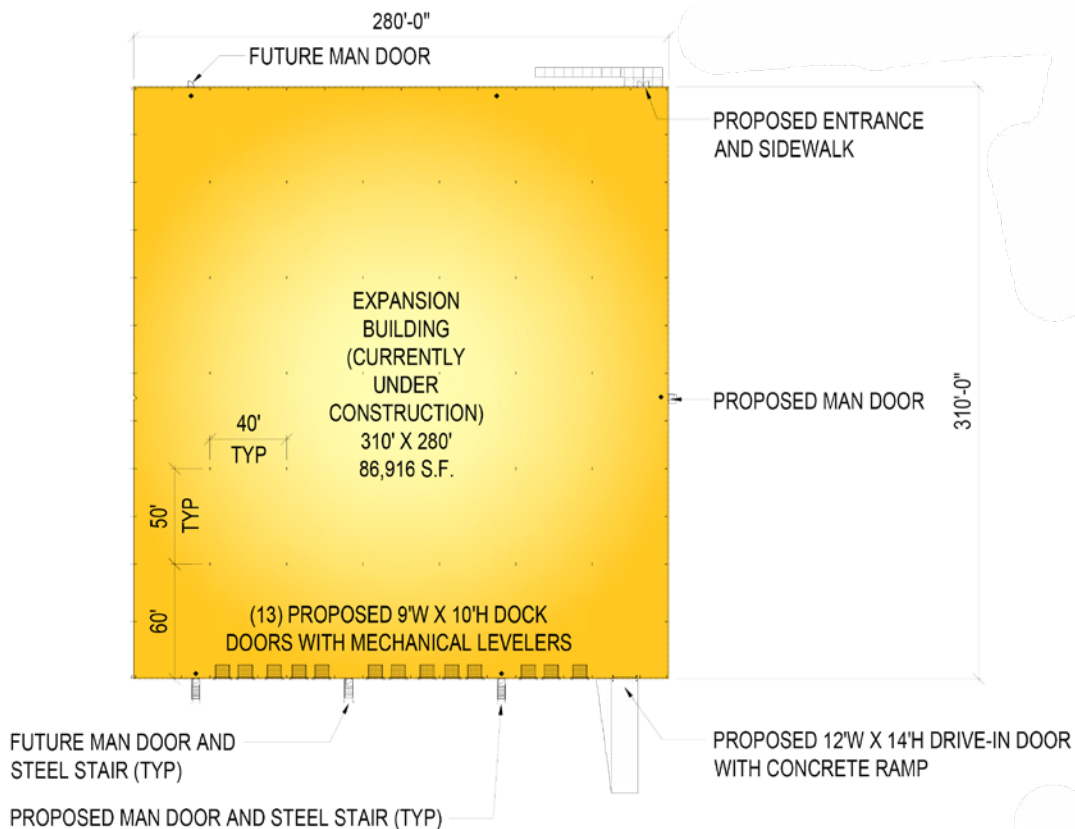 280'-0"
FUTURE MAN DOOR
PROPOSED ENTRANCE
AND SIDEWALK
EXPANSION
BUILDING
(CURRENTLY
UNDER
CONSTRUCTION)
310' X 280'
86,916 S.F.
310'-0"
PROPOSED MAN DOOR
40'
TYP
50'
TYP
60'
(13) PROPOSED 9'W X 10'H DOCK
DOORS WITH MECHANICAL LEVELERS
FUTURE MAN DOOR AND
STEEL STAIR (TYP)
PROPOSED 12'W X 14'H DRIVE-IN DOOR
WITH CONCRETE RAMP
PROPOSED MAN DOOR AND STEEL STAIR (TYP)